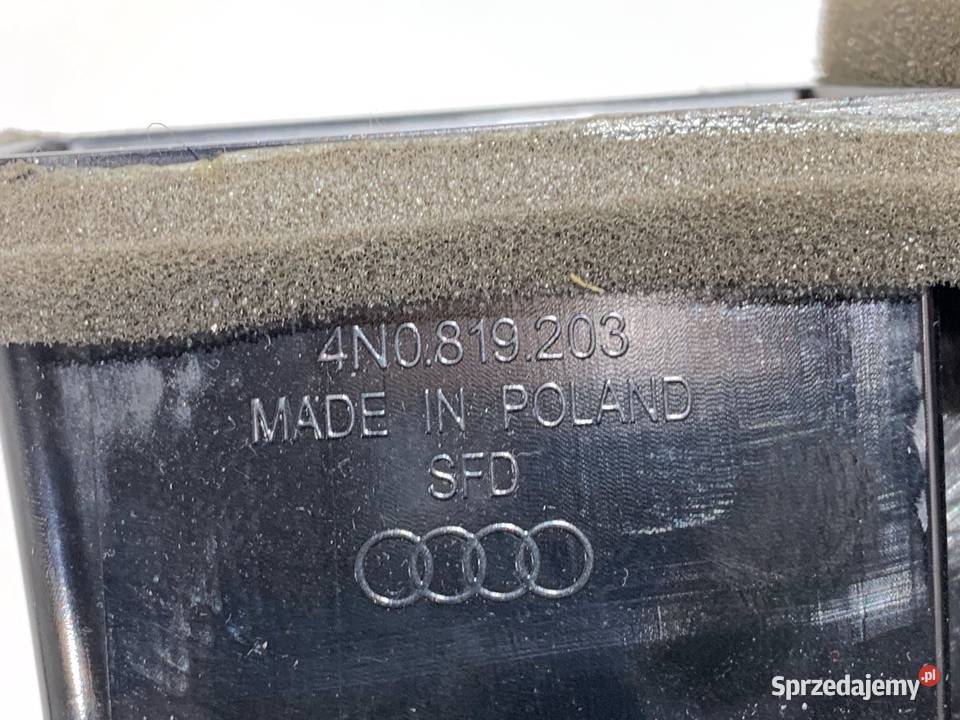 4N0.819.203
MADE IN POLAND
SFD
Sprzedajemy.pl